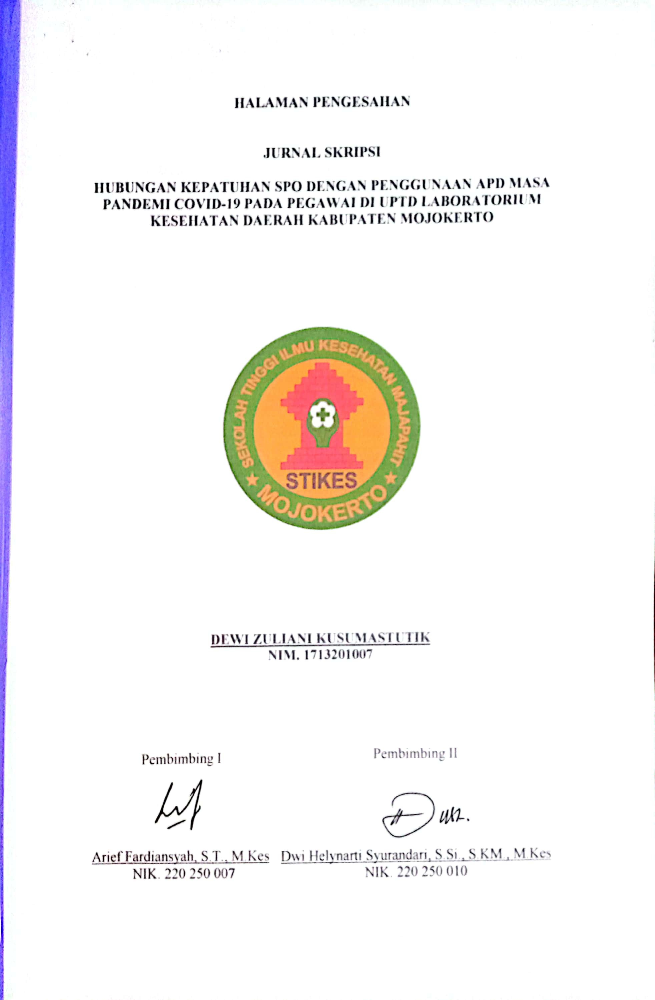 HALAMAN PENGESAHAN
JURNAL SKRIPSI
HUBUNGAN KEPATUHAN SPO DENGAN PENGGUNAAN APD MASA
PANDEMI COVID-19 PADA PEGAWAI DI UPTD LABORATORIUM
KESEHATAN DAERAH KABUPATEN MOJOKERTO
SEKOLAH TINGGI ILMU KESEHATAN MAJAPAHIT
STIKES
MOJOKERTO
DEWI ZULIANI KUSUMASTUTIK
NIM. 1713201007
Pembimbing I
Pembimbing II
Arief Fardiansyah, S.T., M.Kes
Dwi Helynarti Syurandari, S.Si., S.KM., M.Kes
NIK. 220 250 007
NIK. 220 250 010